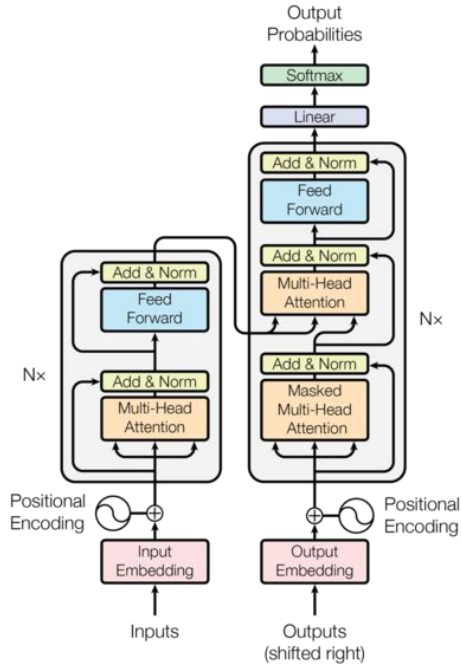 Output
Probabilities
Softmax
Linear
Add & Norm
Feed
Forward
Add & Norm
Multi-Head
Attention
Add & Norm
Masked
Multi-Head
Attention
Nx
Add & Norm
Feed
Forward
Nx
Add & Norm
Multi-Head
Attention
Positional
Encoding
Positional
Encoding
Input
Embedding
Output
Embedding
Inputs
Outputs
(shifted right)